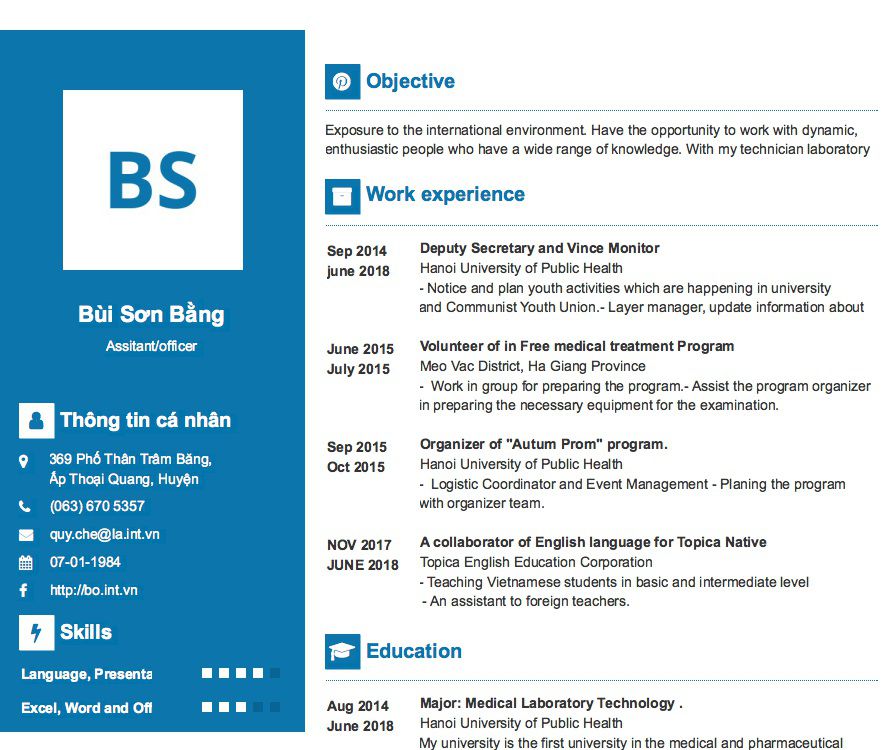 BS
Bùi Sơn Bằng
Assitant/officer
Thông tin cá nhân
369 Phố Thân Trâm Băng,
Ấp Thoại Quang, Huyện
(063) 670 5357
quy.che@la.int.vn
07-01-1984
http://bo.int.vn
Skills
Language, Presenta
Excel, Word and Off
Objective
Exposure to the international environment. Have the opportunity to work with dynamic,
enthusiastic people who have a wide range of knowledge. With my technician laboratory
Work experience
Sep 2014
june 2018
Deputy Secretary and Vince Monitor
Hanoi University of Public Health
- Notice and plan youth activities which are happening in university
and Communist Youth Union.- Layer manager, update information about
June 2015
July 2015
Volunteer of in Free medical treatment Program
Meo Vac District, Ha Giang Province
- Work in group for preparing the program.- Assist the program organizer
in preparing the necessary equipment for the examination.
Sep 2015
Oct 2015
Organizer of "Autum Prom" program.
Hanoi University of Public Health
- Logistic Coordinator and Event Management - Planing the program
with organizer team.
NOV 2017
JUNE 2018
A collaborator of English language for Topica Native
Topica English Education Corporation
- Teaching Vietnamese students in basic and intermediate level
- An assistant to foreign teachers.
Education
Aug 2014
June 2018
Major: Medical Laboratory Technology .
Hanoi University of Public Health
My university is the first university in the medical and pharmaceutical